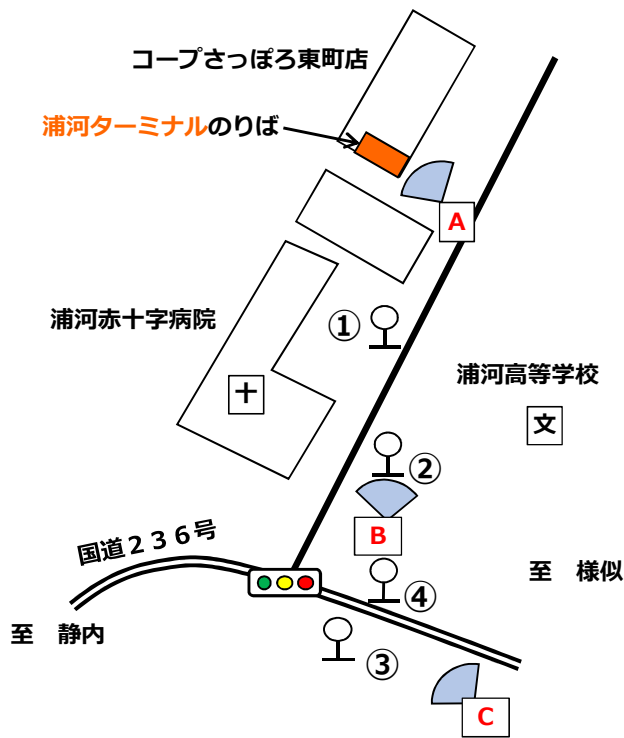 コープさっぽろ東町店
浦河ターミナルのりば
A
①
浦河赤十字病院
浦河高等学校
文
②
B
国道２３６号
至　様似
④
至　静内
③
C